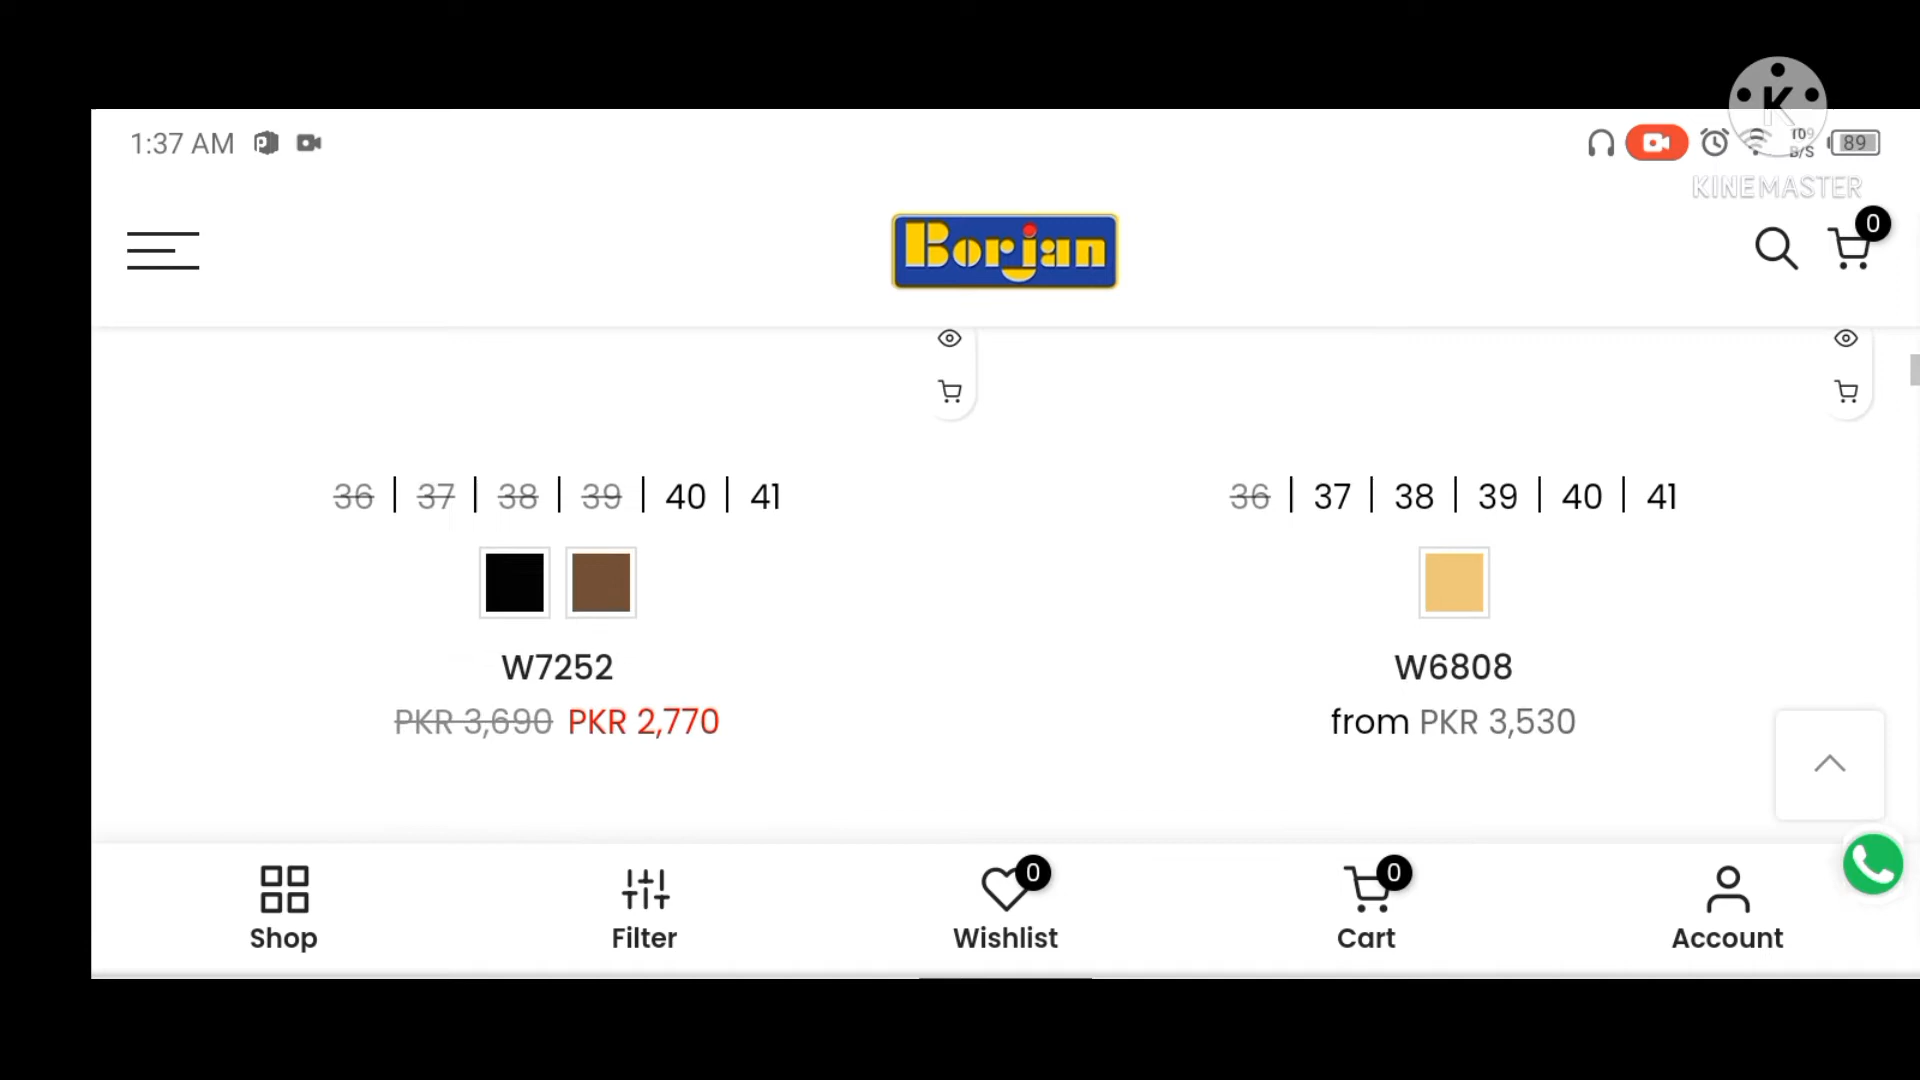 1:37 AM
109
B/S
89
KINEMASTER
Borjan
0
36 | 37 | 38 | 39 | 40 | 41
36 | 37 | 38 | 39 | 40 | 41
W7252
W6808
PKR 3,690 PKR 2,770
from PKR 3,530
0
0
Shop
Filter
Wishlist
Cart
Account